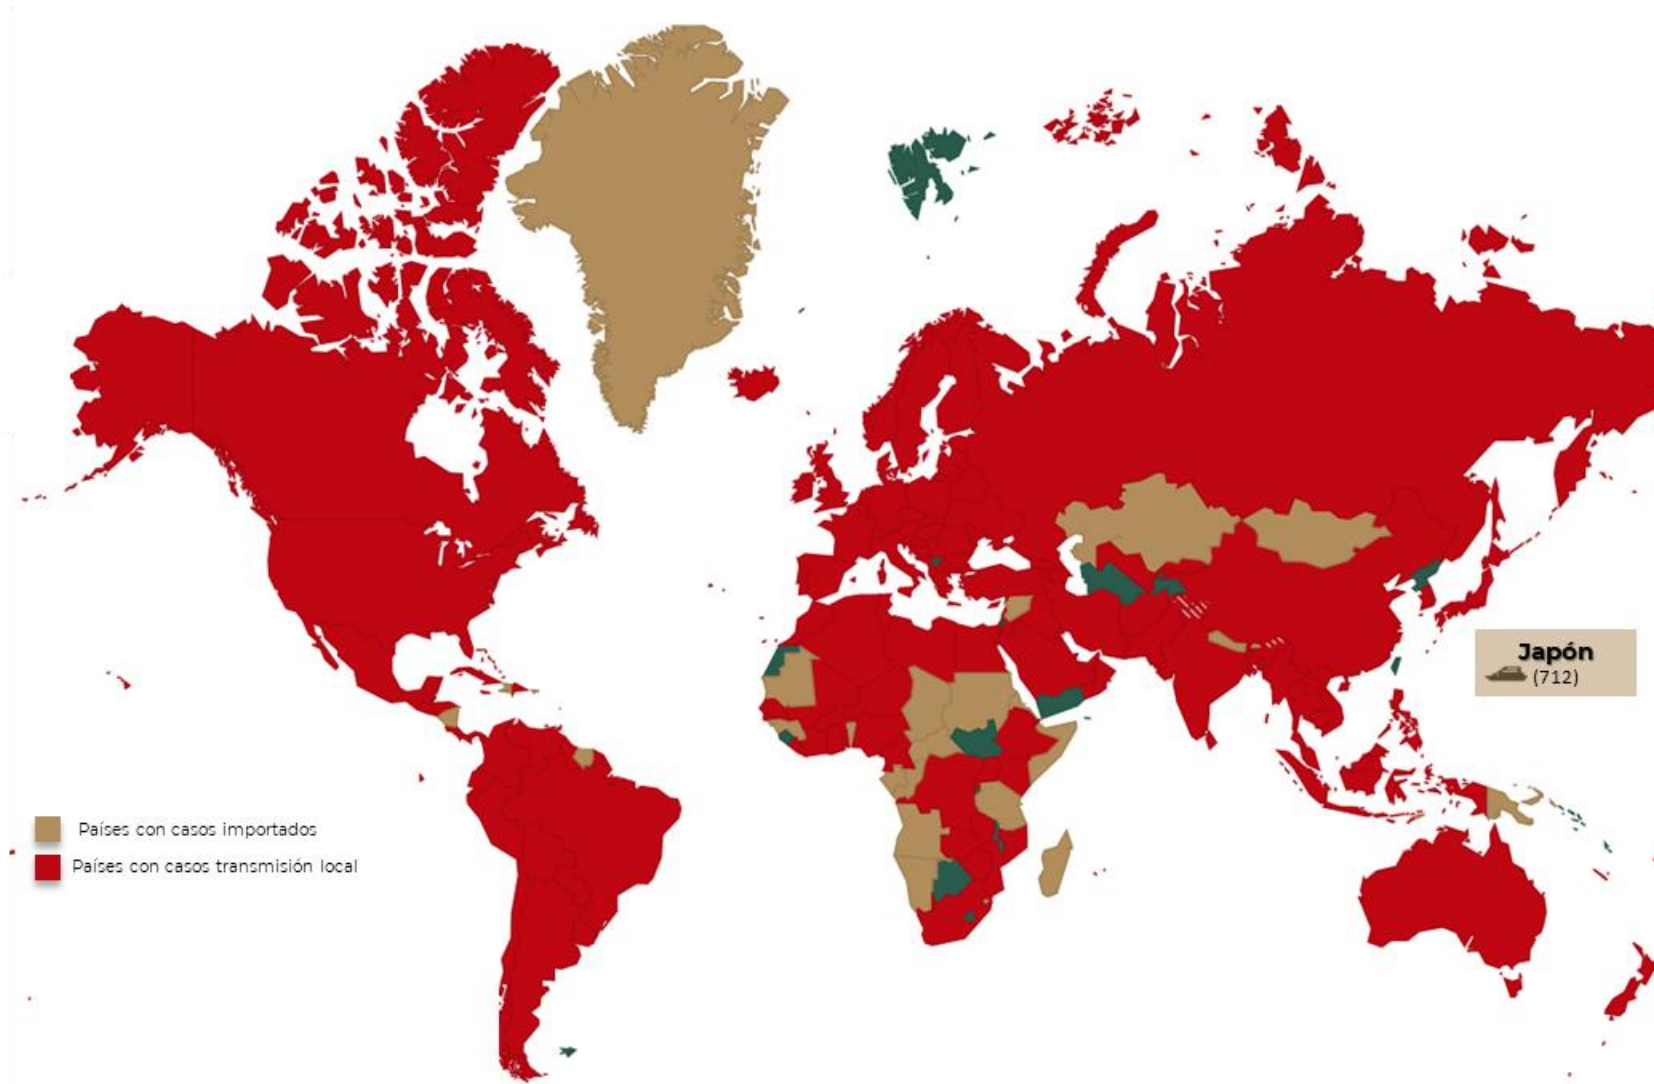 Japón
(712)
Países con casos importados
Países con casos transmisión local